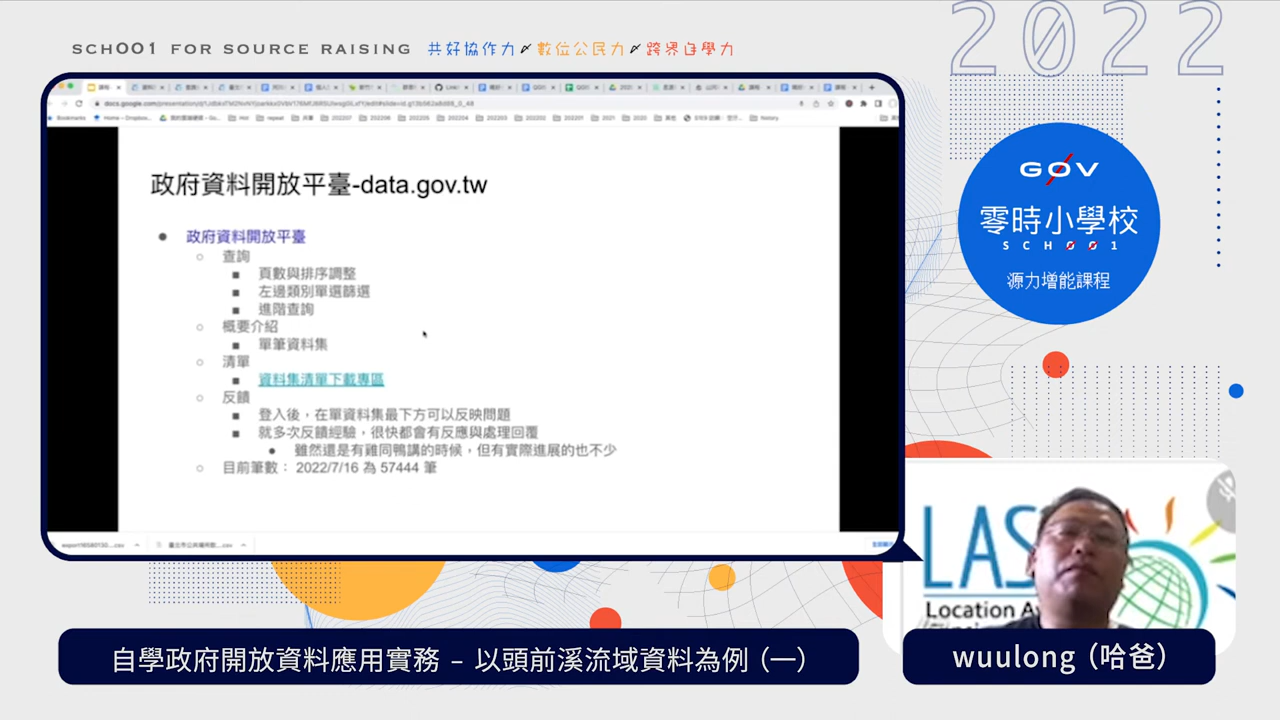 2022
SCHOO1 FOR SOURCE RAISING 共好協作力 數位公民力 跨界自學力
政府資料開放平臺-data.gov.tw
政府資料開放平臺
查詢
頁數與排序調整
左邊類別單選篩選
進階查詢
概要介紹
單筆資料集
清單
資料集清單下載專區
反饋
登入後，在單資料集最下方可以反映問題
就多次反饋經驗，很快都會有反應與處理回覆
雖然還是有雞同鴨講的時候，但有實際進展的也不少
目前筆數： 2022/7/16 為 57444 筆
G0V
零時小學校
SCH001
源力增能課程
LAS
Location
自學政府開放資料應用實務 – 以頭前溪流域資料為例（一）
wuulong（哈爸）